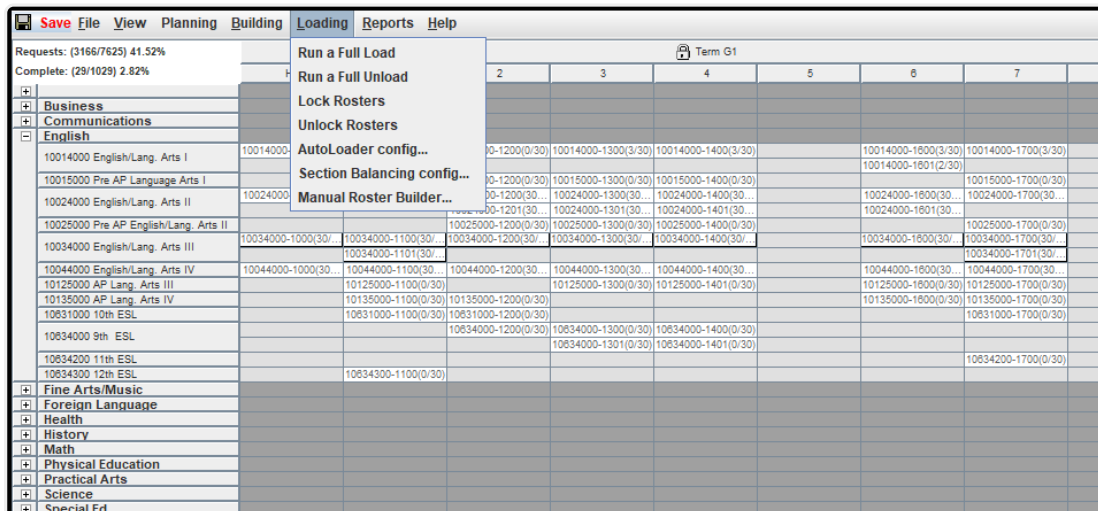 Save File View Planning Building Loading Reports Help
Requests: (3166/7625) 41.52%
Complete: (29/1029) 2.82%
Term G1
H 2 3 4 5 6 7
Run a Full Load
Run a Full Unload
Lock Rosters
Unlock Rosters
AutoLoader config...
Section Balancing config...
Manual Roster Builder...
Business
Communications
English
10014000 English/Lang. Arts I 10014000- 00-1200(0/30) 10014000-1300(3/30) 10014000-1400(3/30) 10014000-1600(3/30) 10014000-1700(3/30)
10014000-1601(2/30)
10015000 Pre AP Language Arts I 00-1200(0/30) 10015000-1300(0/30) 10015000-1400(0/30) 10015000-1700(0/30)
10024000 English/Lang. Arts II 10024000- 00-1200(30... 10024000-1300(30... 10024000-1400(30... 10024000-1600(30... 10024000-1700(30...
10024000-1201(30... 10024000-1301(30... 10024000-1401(30... 10024000-1601(30...
10025000 Pre AP English/Lang. Arts II 10025000-1200(0/30) 10025000-1300(0/30) 10025000-1400(0/30) 10025000-1700(0/30)
10034000 English/Lang. Arts III 10034000-1000(30/... 10034000-1100(30/... 10034000-1200(30/... 10034000-1300(30/... 10034000-1400(30/... 10034000-1600(30/... 10034000-1700(30/...
10034000-1101(30/... 10034000-1701(30/...
10044000 English/Lang. Arts IV 10044000-1000(30... 10044000-1100(30... 10044000-1200(30... 10044000-1300(30... 10044000-1400(30... 10044000-1600(30... 10044000-1700(30...
10125000 AP Lang. Arts III 10125000-1100(0/30) 10125000-1300(0/30) 10125000-1401(0/30) 10125000-1600(0/30) 10125000-1700(0/30)
10135000 AP Lang. Arts IV 10135000-1100(0/30) 10135000-1200(0/30) 10135000-1600(0/30) 10135000-1700(0/30)
10631000 10th ESL 10631000-1100(0/30) 10631000-1200(0/30) 10631000-1700(0/30)
10634000 9th ESL 10634000-1200(0/30) 10634000-1300(0/30) 10634000-1400(0/30)
10634000-1301(0/30) 10634000-1401(0/30)
10634200 11th ESL 10634200-1700(0/30)
10634300 12th ESL 10634300-1100(0/30)
Fine Arts/Music
Foreign Language
Health
History
Math
Physical Education
Practical Arts
Science
Special Ed